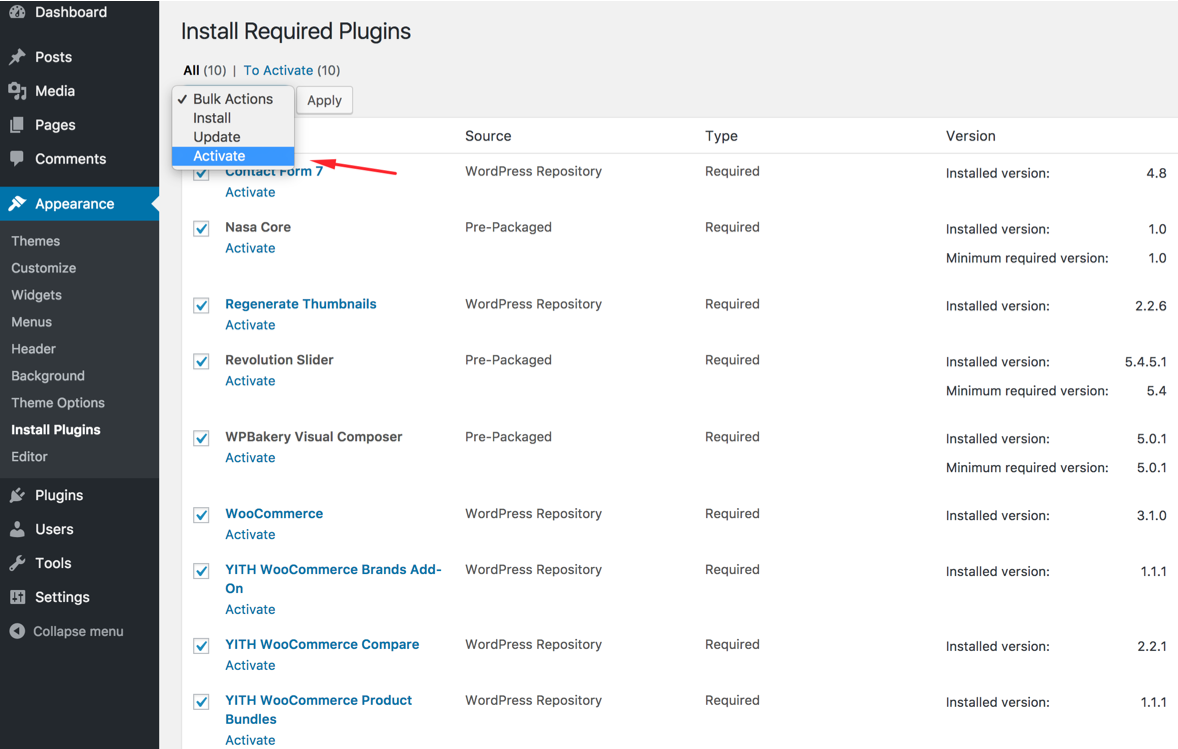 Dashboard
Posts
Media
Pages
Comments
Appearance
Themes
Customize
Widgets
Menus
Header
Background
Theme Options
Install Plugins
Editor
Plugins
Users
Tools
Settings
Collapse menu
Install Required Plugins
All (10) | To Activate (10)
✓ Bulk Actions
Install
Update
Activate
Apply
Source Type Version
Contact Form 7 WordPress Repository Required Installed version: 4.8
Activate
Nasa Core Pre-Packaged Required Installed version: 1.0
Activate
Minimum required version: 1.0
Regenerate Thumbnails WordPress Repository Required Installed version: 2.2.6
Activate
Revolution Slider Pre-Packaged Required Installed version: 5.4.5.1
Activate
Minimum required version: 5.4
WPBakery Visual Composer Pre-Packaged Required Installed version: 5.0.1
Activate
Minimum required version: 5.0.1
WooCommerce WordPress Repository Required Installed version: 3.1.0
Activate
YITH WooCommerce Brands Add- WordPress Repository Required Installed version: 1.1.1
On
Activate
YITH WooCommerce Compare WordPress Repository Required Installed version: 2.2.1
Activate
YITH WooCommerce Product WordPress Repository Required Installed version: 1.1.1
Bundles
Activate